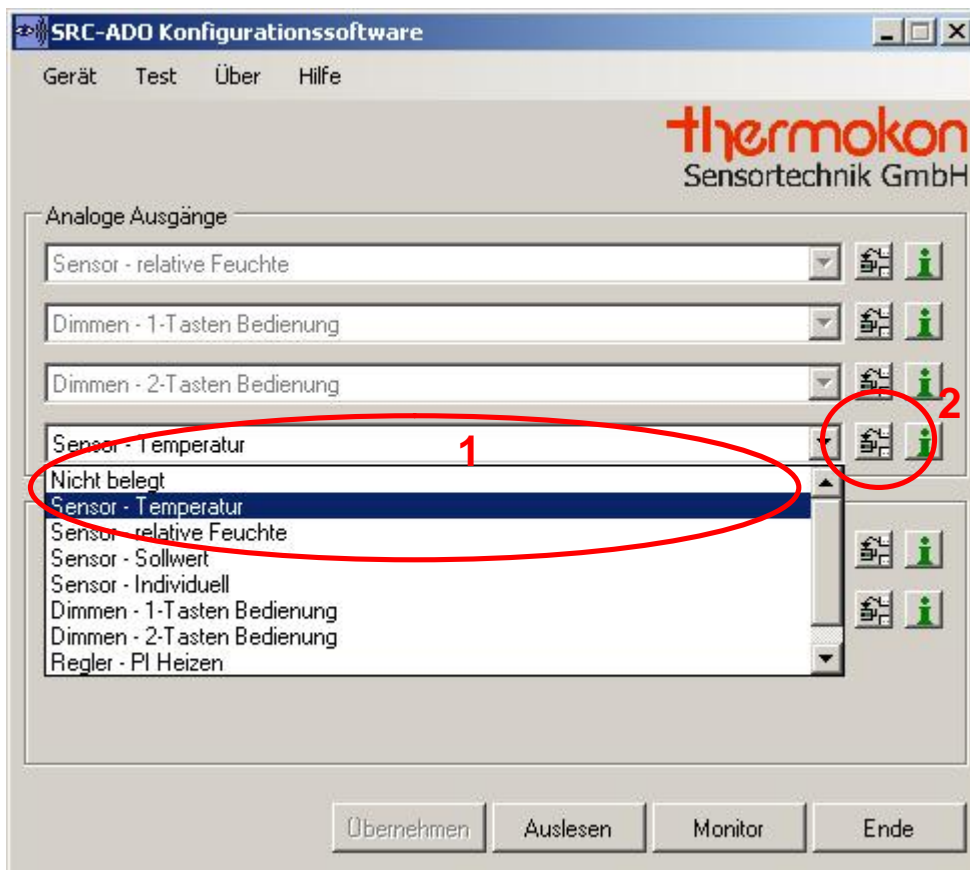 SRC-ADO Konfigurationssoftware
Gerät Test Über Hilfe
thermokon
Sensortechnik GmbH
Analoge Ausgänge
Sensor - relative Feuchte
Dimmen - 1-Tasten Bedienung
Dimmen - 2-Tasten Bedienung
2
Sensor - Temperatur
1
Nicht belegt
Sensor - Temperatur
Sensor - relative Feuchte
Sensor - Sollwert
Sensor - Individuell
Dimmen - 1-Tasten Bedienung
Dimmen - 2-Tasten Bedienung
Regler - PI Heizen
Übernehmen Auslesen Monitor Ende